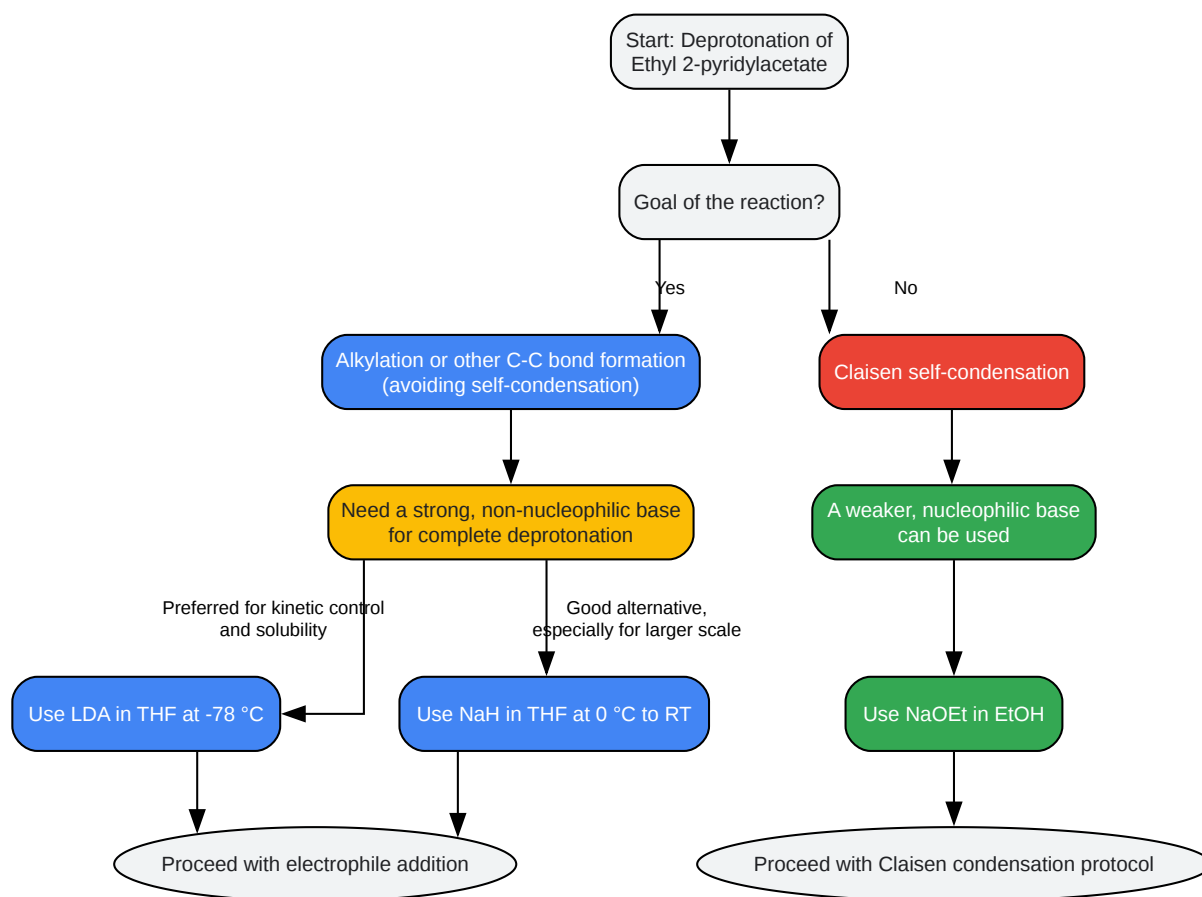 Start: Deprotonation of
Ethyl 2-pyridylacetate
Goal of the reaction?
Yes
No
Alkylation or other C-C bond formation
(avoiding self-condensation)
Claisen self-condensation
Need a strong, non-nucleophilic base
for complete deprotonation
A weaker, nucleophilic base
can be used
Preferred for kinetic control
and solubility
Good alternative,
especially for larger scale
Use LDA in THF at -78 °C
Use NaH in THF at 0 °C to RT
Use NaOEt in EtOH
Proceed with electrophile addition
Proceed with Claisen condensation protocol